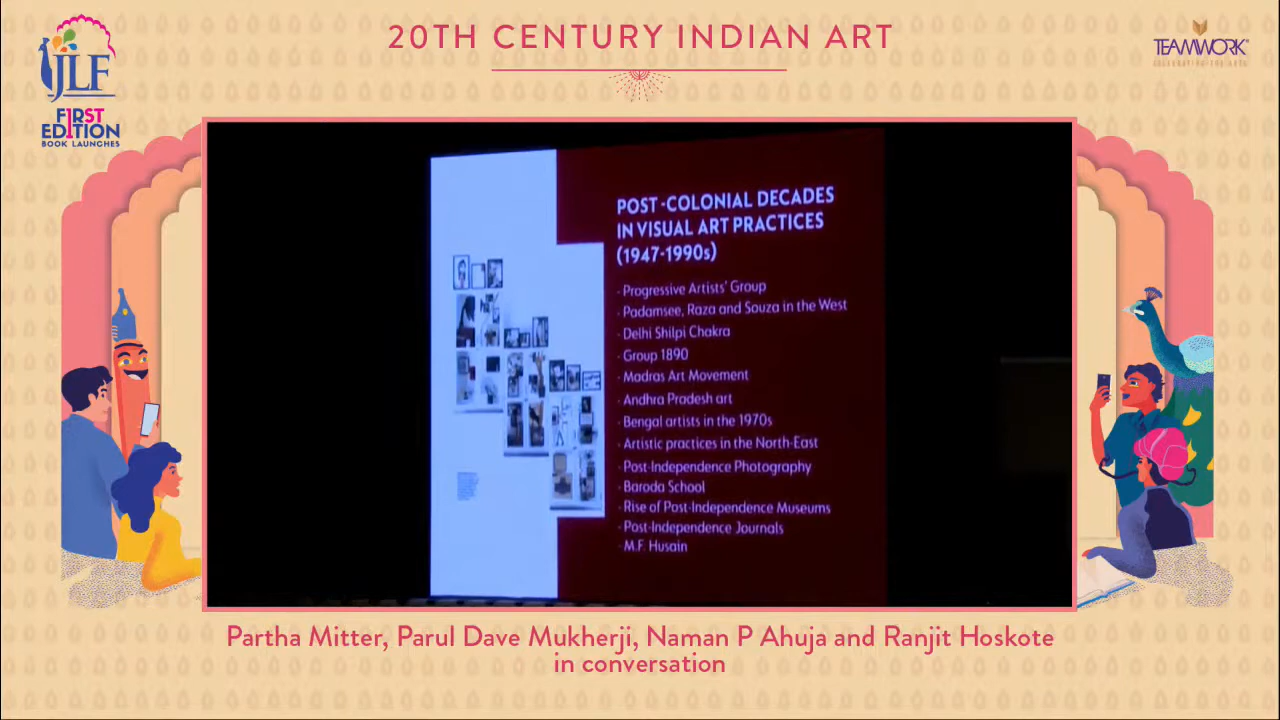 20TH CENTURY INDIAN ART
JLF
FIRST
EDITION
BOOK LAUNCHES
TEAMWORK
POST-COLONIAL DECADES
IN VISUAL ART PRACTICES
(1947-1990s)
· Progressive Artists' Group
· Padamsee, Raza and Souza in the West
· Delhi Shilpi Chakra
· Group 1890
· Madras Art Movement
· Andhra Pradesh art
· Bengal artists in the 1970s
· Artistic practices in the North-East
· Post-Independence Photography
· Baroda School
· Rise of Post-Independence Museums
· Post-Independence Journals
· M.F. Husain
Partha Mitter, Parul Dave Mukherji, Naman P Ahuja and Ranjit Hoskote
in conversation